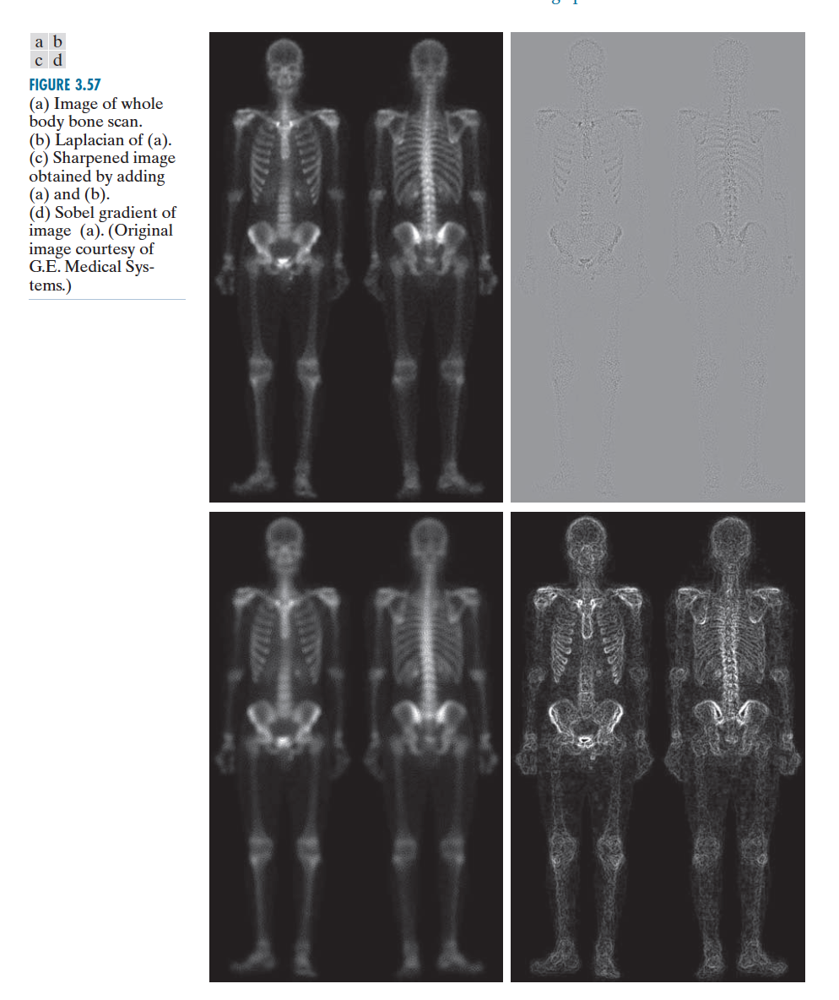 a b
c d
FIGURE 3.57
(a) Image of whole
body bone scan.
(b) Laplacian of (a).
(c) Sharpened image
obtained by adding
(a) and (b).
(d) Sobel gradient of
image (a). (Original
image courtesy of
G.E. Medical Sys-
tems.)